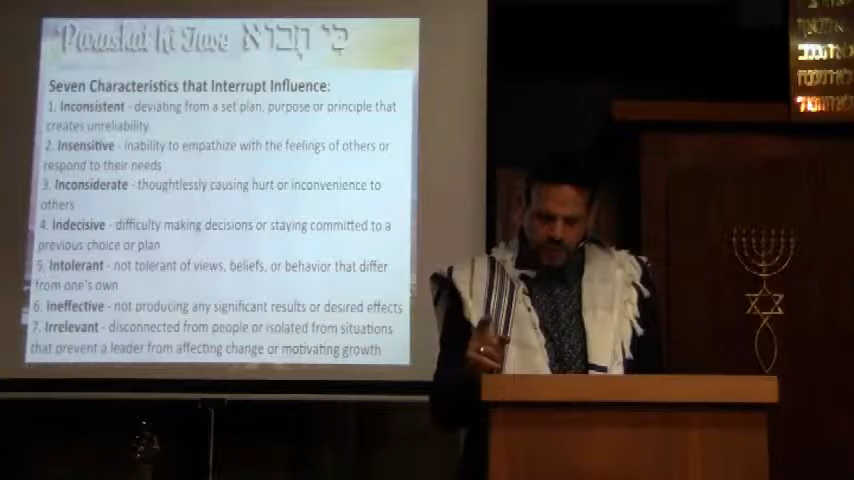 Parashat Ki Tavo כִּי תָבוֹא
Seven Characteristics that Interrupt Influence:
1. Inconsistent - deviating from a set plan, purpose or principle that
creates unreliability
2. Insensitive - inability to empathize with the feelings of others or
respond to their needs
3. Inconsiderate - thoughtlessly causing hurt or inconvenience to
others
4. Indecisive - difficulty making decisions or staying committed to a
previous choice or plan
5. Intolerant - not tolerant of views, beliefs, or behavior that differ
from one's own
6. Ineffective - not producing any significant results or desired effects
7. Irrelevant - disconnected from people or isolated from situations
that prevent a leader from affecting change or motivating growth